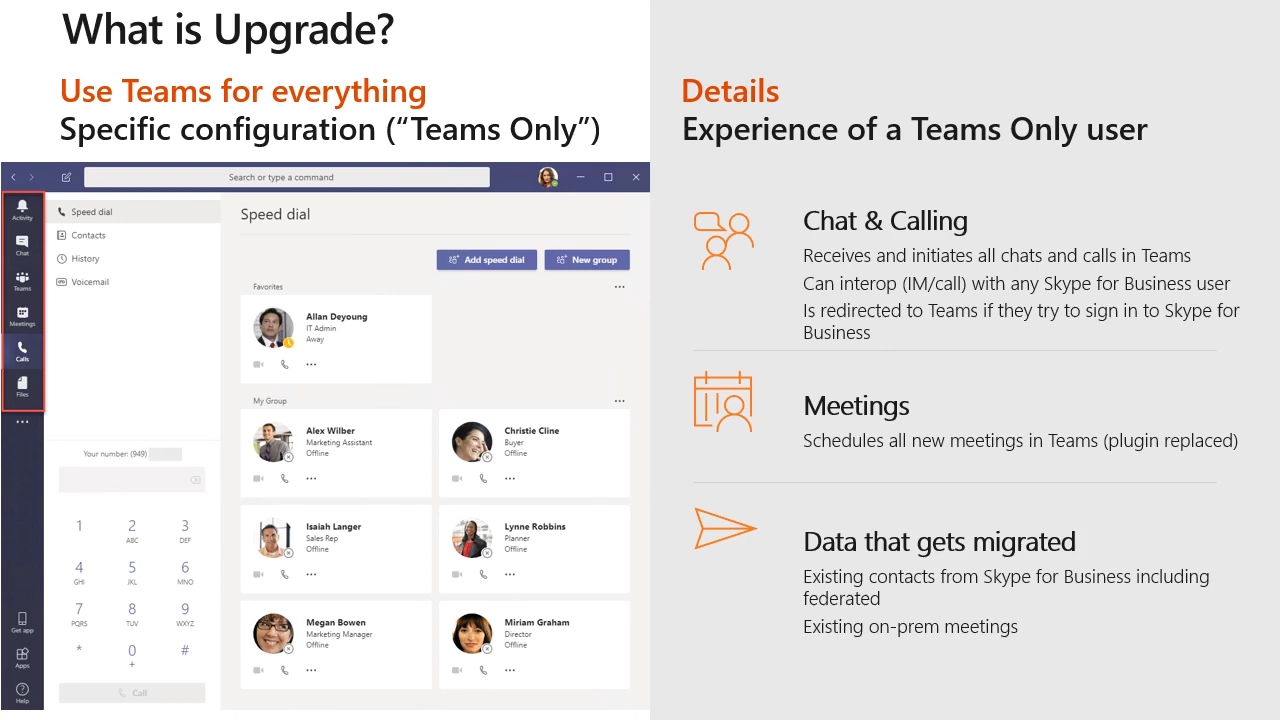 What is Upgrade?
Use Teams for everything
Specific configuration (“Teams Only”)
Search or type a command
Activity
Chat
Teams
Meetings
Calls
Files
Get app
Apps
Help
Speed dial
Contacts
History
Voicemail
Your number: (949)
1
2
3
ABC
DEF
4
5
6
GHI
JKL
MNO
7
8
9
PQRS
TUV
WXYZ
*
0
#
+
Call
Speed dial
Add speed dial
New group
Favorites
Allan Deyoung
IT Admin
Away
My Group
Alex Wilber
Marketing Assistant
Offline
Christie Cline
Buyer
Offline
Isaiah Langer
Sales Rep
Offline
Lynne Robbins
Planner
Offline
Megan Bowen
Marketing Manager
Offline
Miriam Graham
Director
Offline
Details
Experience of a Teams Only user
Chat & Calling
Receives and initiates all chats and calls in Teams
Can interop (IM/call) with any Skype for Business user
Is redirected to Teams if they try to sign in to Skype for
Business
Meetings
Schedules all new meetings in Teams (plugin replaced)
Data that gets migrated
Existing contacts from Skype for Business including
federated
Existing on-prem meetings